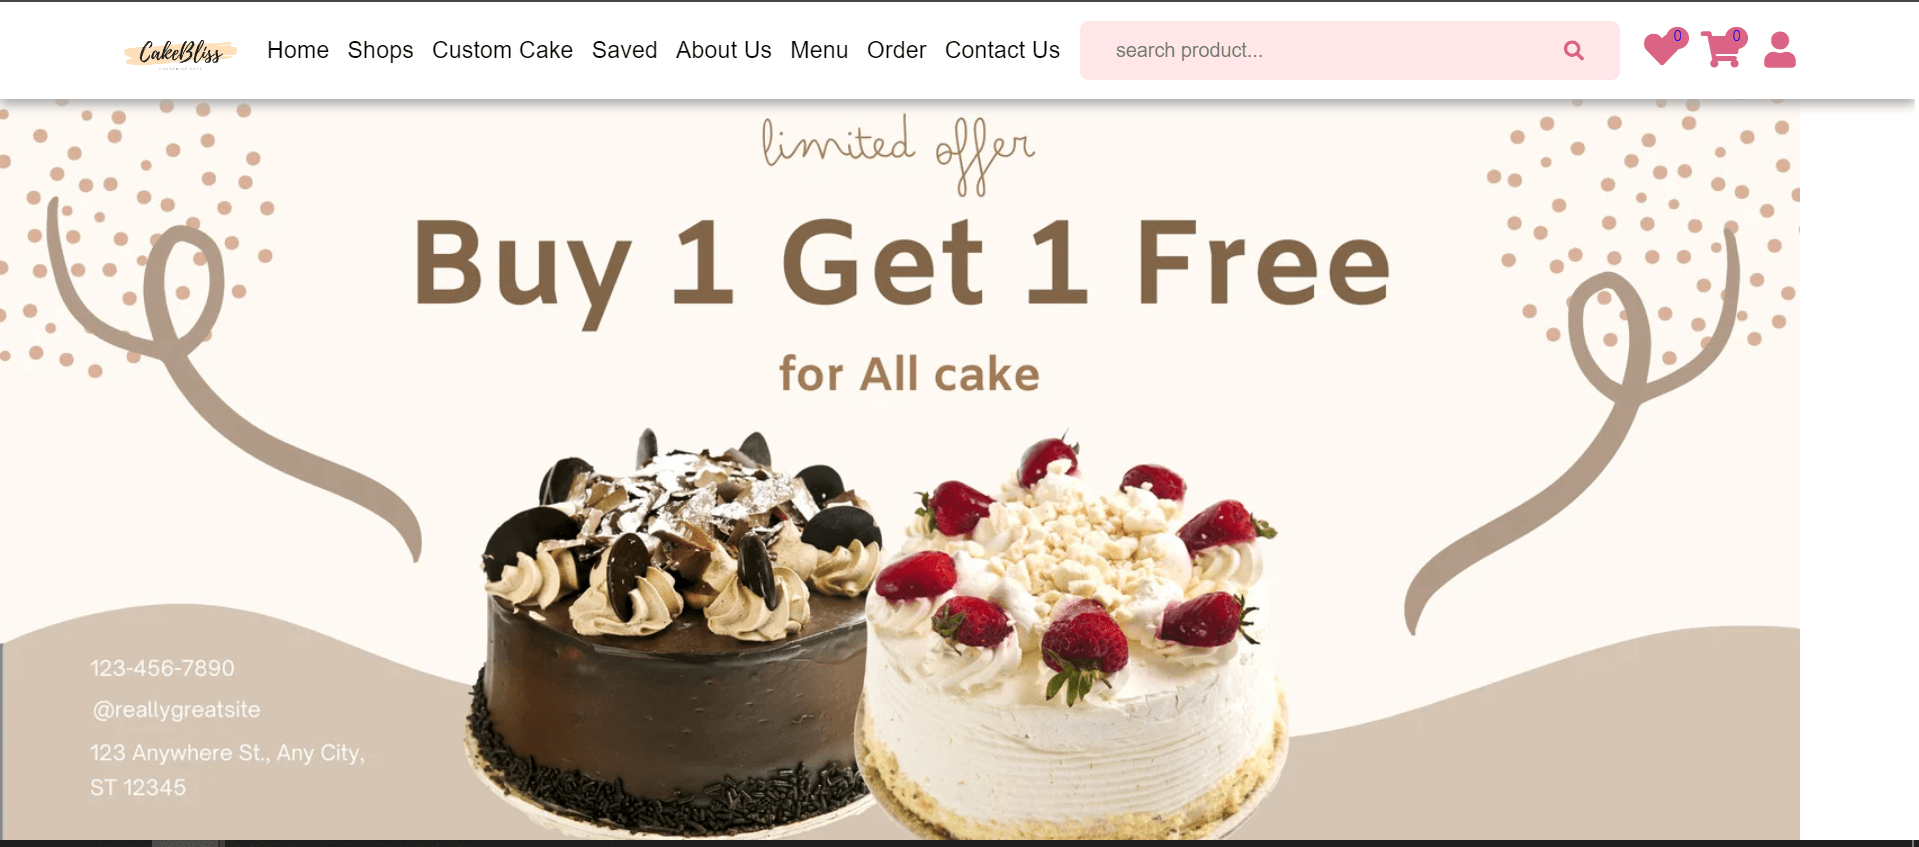 CakeBliss
Home Shops Custom Cake Saved About Us Menu Order Contact Us
search product...
0
0
limited offer
Buy 1 Get 1 Free
for All cake
123-456-7890
@reallygreatsite
123 Anywhere St., Any City,
ST 12345